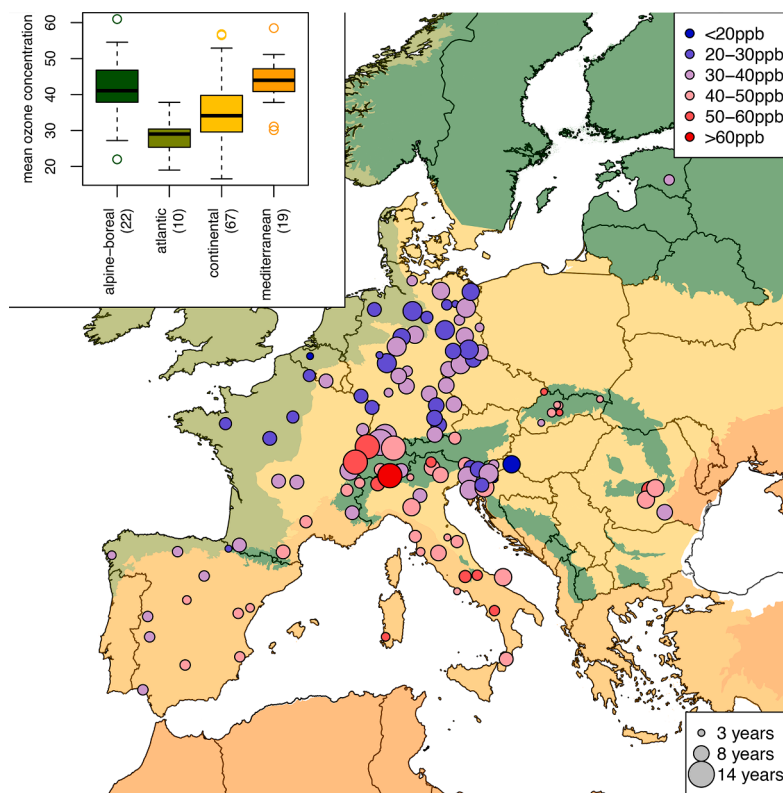 mean ozone concentration
60
50
40
30
20
alpine−boreal
(22)
atlantic
(10)
continental
(67)
mediterranean
(19)
<20ppb
20−30ppb
30−40ppb
40−50ppb
50−60ppb
>60ppb
3 years
8 years
14 years